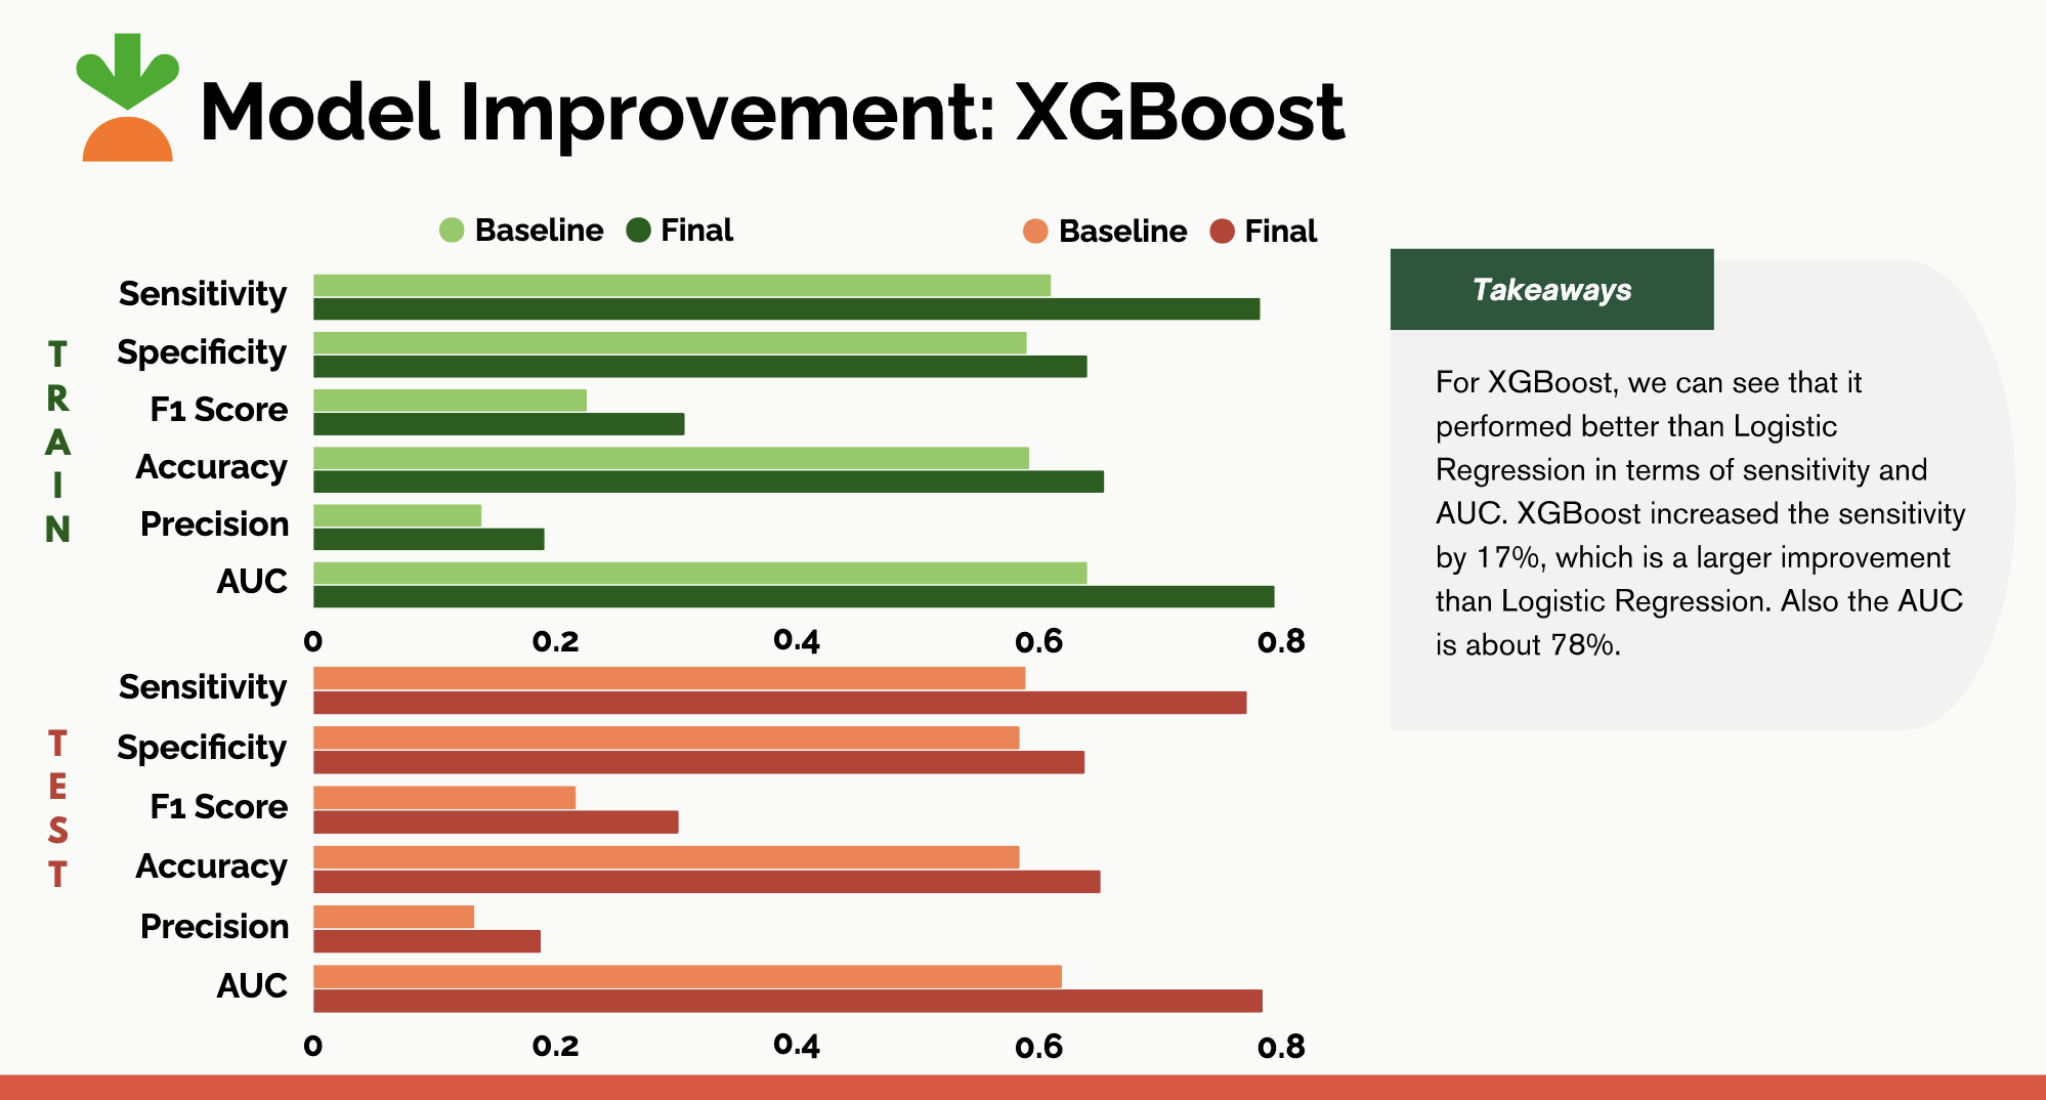 Model Improvement: XGBoost
Baseline Final
Baseline Final
TRAIN
Sensitivity
Specificity
F1 Score
Accuracy
Precision
AUC
0 0.2 0.4 0.6 0.8
TEST
Sensitivity
Specificity
F1 Score
Accuracy
Precision
AUC
0 0.2 0.4 0.6 0.8
Takeaways
For XGBoost, we can see that it
performed better than Logistic
Regression in terms of sensitivity and
AUC. XGBoost increased the sensitivity
by 17%, which is a larger improvement
than Logistic Regression. Also the AUC
is about 78%.